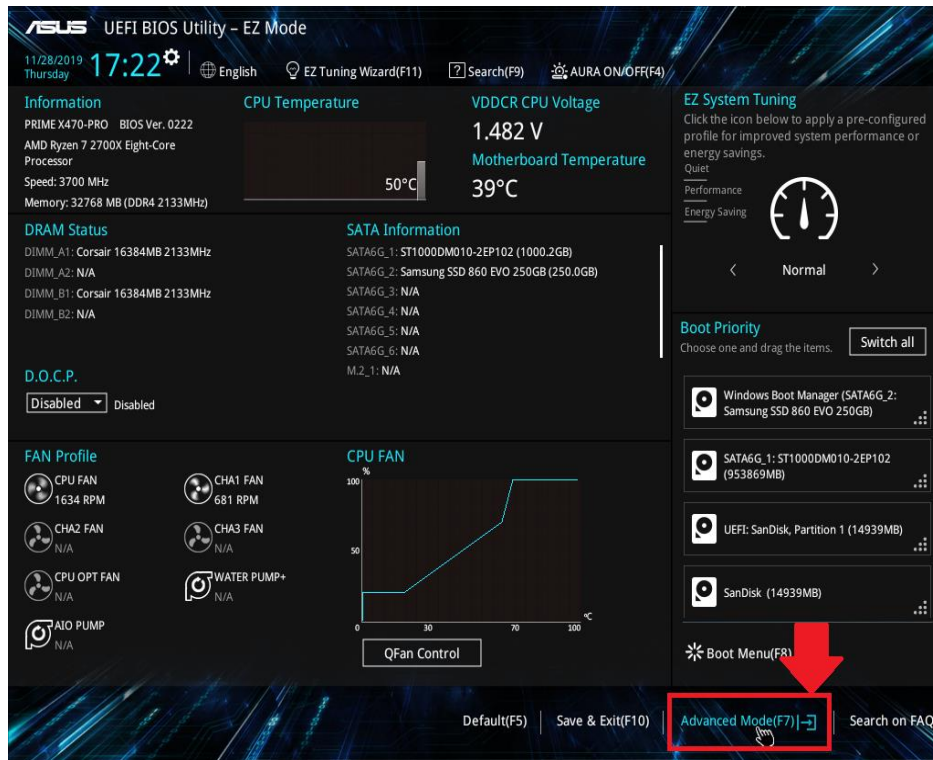 ASUS UEFI BIOS Utility – EZ Mode
11/28/2019
Thursday
17:22
English
EZ Tuning Wizard(F11)
Search(F9)
AURA ON/OFF(F4)
Information
PRIME X470-PRO BIOS Ver. 0222
AMD Ryzen 7 2700X Eight-Core
Processor
Speed: 3700 MHz
Memory: 32768 MB (DDR4 2133MHz)
CPU Temperature
50°C
VDDCR CPU Voltage
1.482 V
Motherboard Temperature
39°C
EZ System Tuning
Click the icon below to apply a pre-configured
profile for improved system performance or
energy savings.
Quiet
Performance
Energy Saving
Normal
DRAM Status
DIMM_A1: Corsair 16384MB 2133MHz
DIMM_A2: N/A
DIMM_B1: Corsair 16384MB 2133MHz
DIMM_B2: N/A
SATA Information
SATA6G_1: ST1000DM010-2EP102 (1000.2GB)
SATA6G_2: Samsung SSD 860 EVO 250GB (250.0GB)
SATA6G_3: N/A
SATA6G_4: N/A
SATA6G_5: N/A
SATA6G_6: N/A
M.2_1: N/A
D.O.C.P.
Disabled Disabled
Boot Priority
Choose one and drag the items.
Switch all
Windows Boot Manager (SATA6G_2:
Samsung SSD 860 EVO 250GB)
SATA6G_1: ST1000DM010-2EP102
(953869MB)
UEFI: SanDisk, Partition 1 (14939MB)
SanDisk (14939MB)
Boot Menu(F8)
FAN Profile
CPU FAN
1634 RPM
CHA1 FAN
681 RPM
CHA2 FAN
N/A
CHA3 FAN
N/A
CPU OPT FAN
N/A
WATER PUMP+
N/A
AIO PUMP
N/A
CPU FAN
%
100
50
0 30 70 100
°C
QFan Control
Default(F5)
Save & Exit(F10)
Advanced Mode(F7)
Search on FAQ